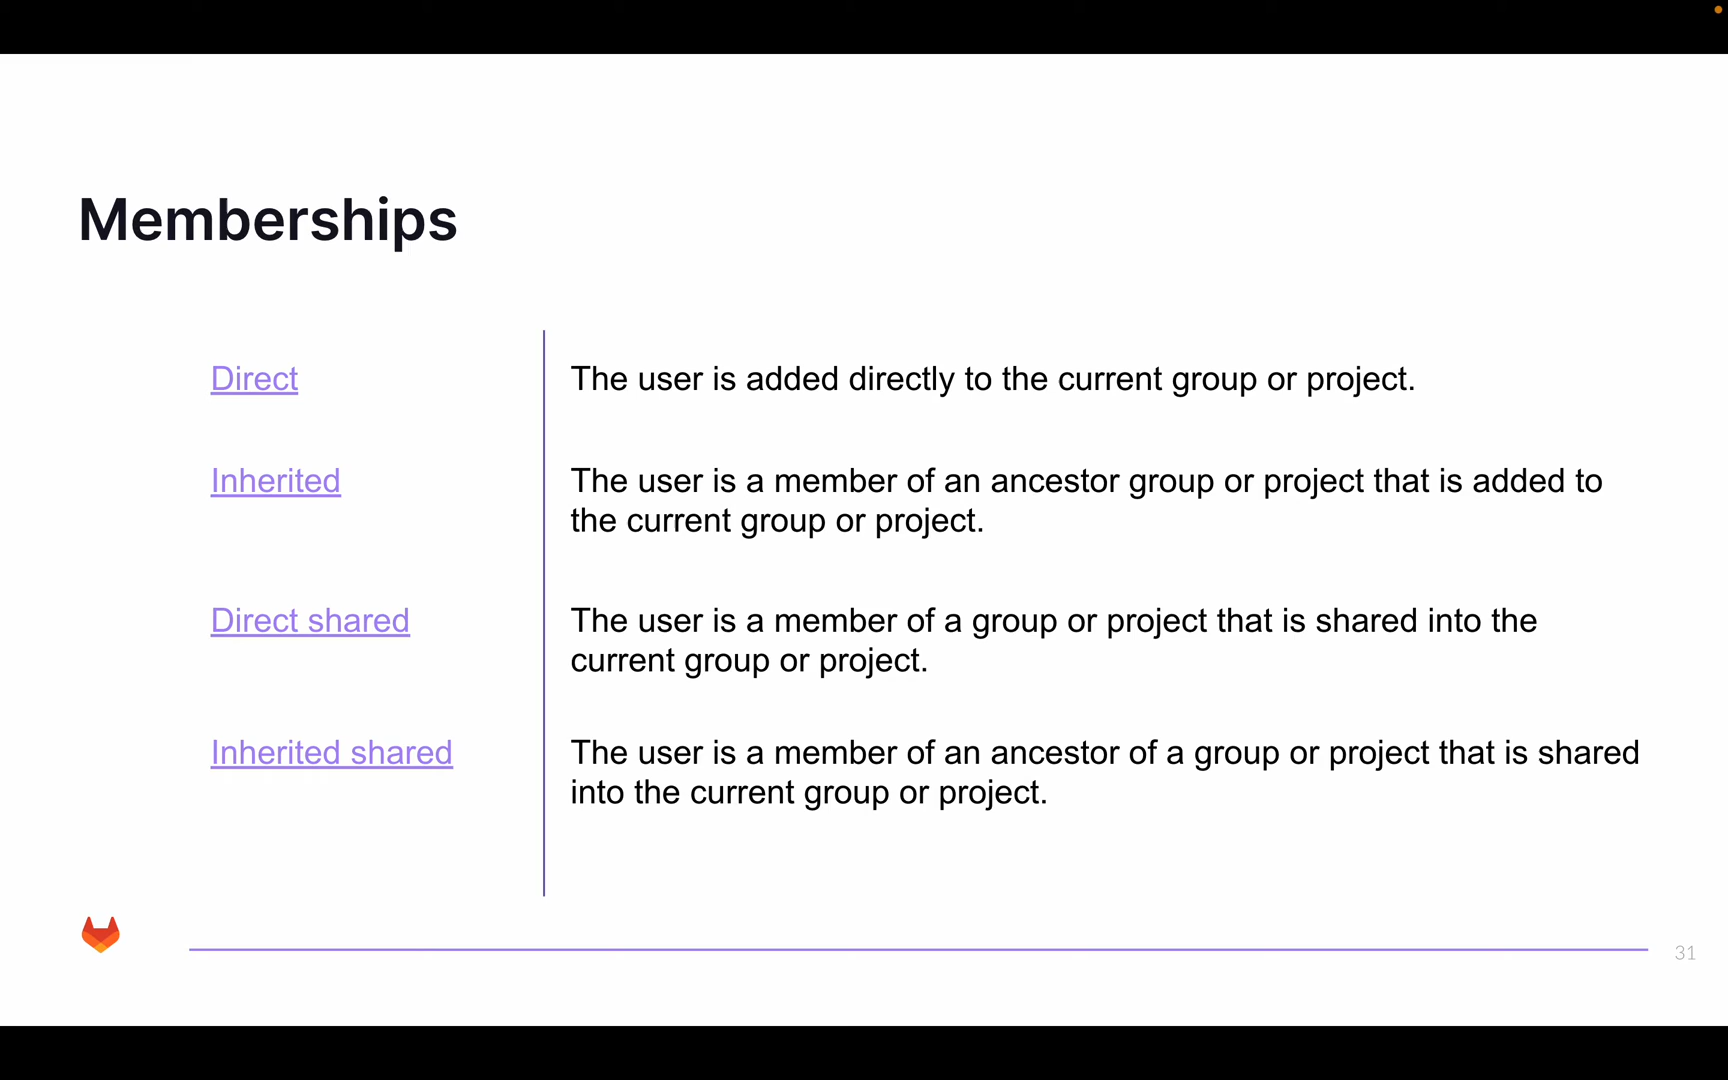 Memberships
Direct
The user is added directly to the current group or project.
Inherited
The user is a member of an ancestor group or project that is added to
the current group or project.
Direct shared
The user is a member of a group or project that is shared into the
current group or project.
Inherited shared
The user is a member of an ancestor of a group or project that is shared
into the current group or project.
31